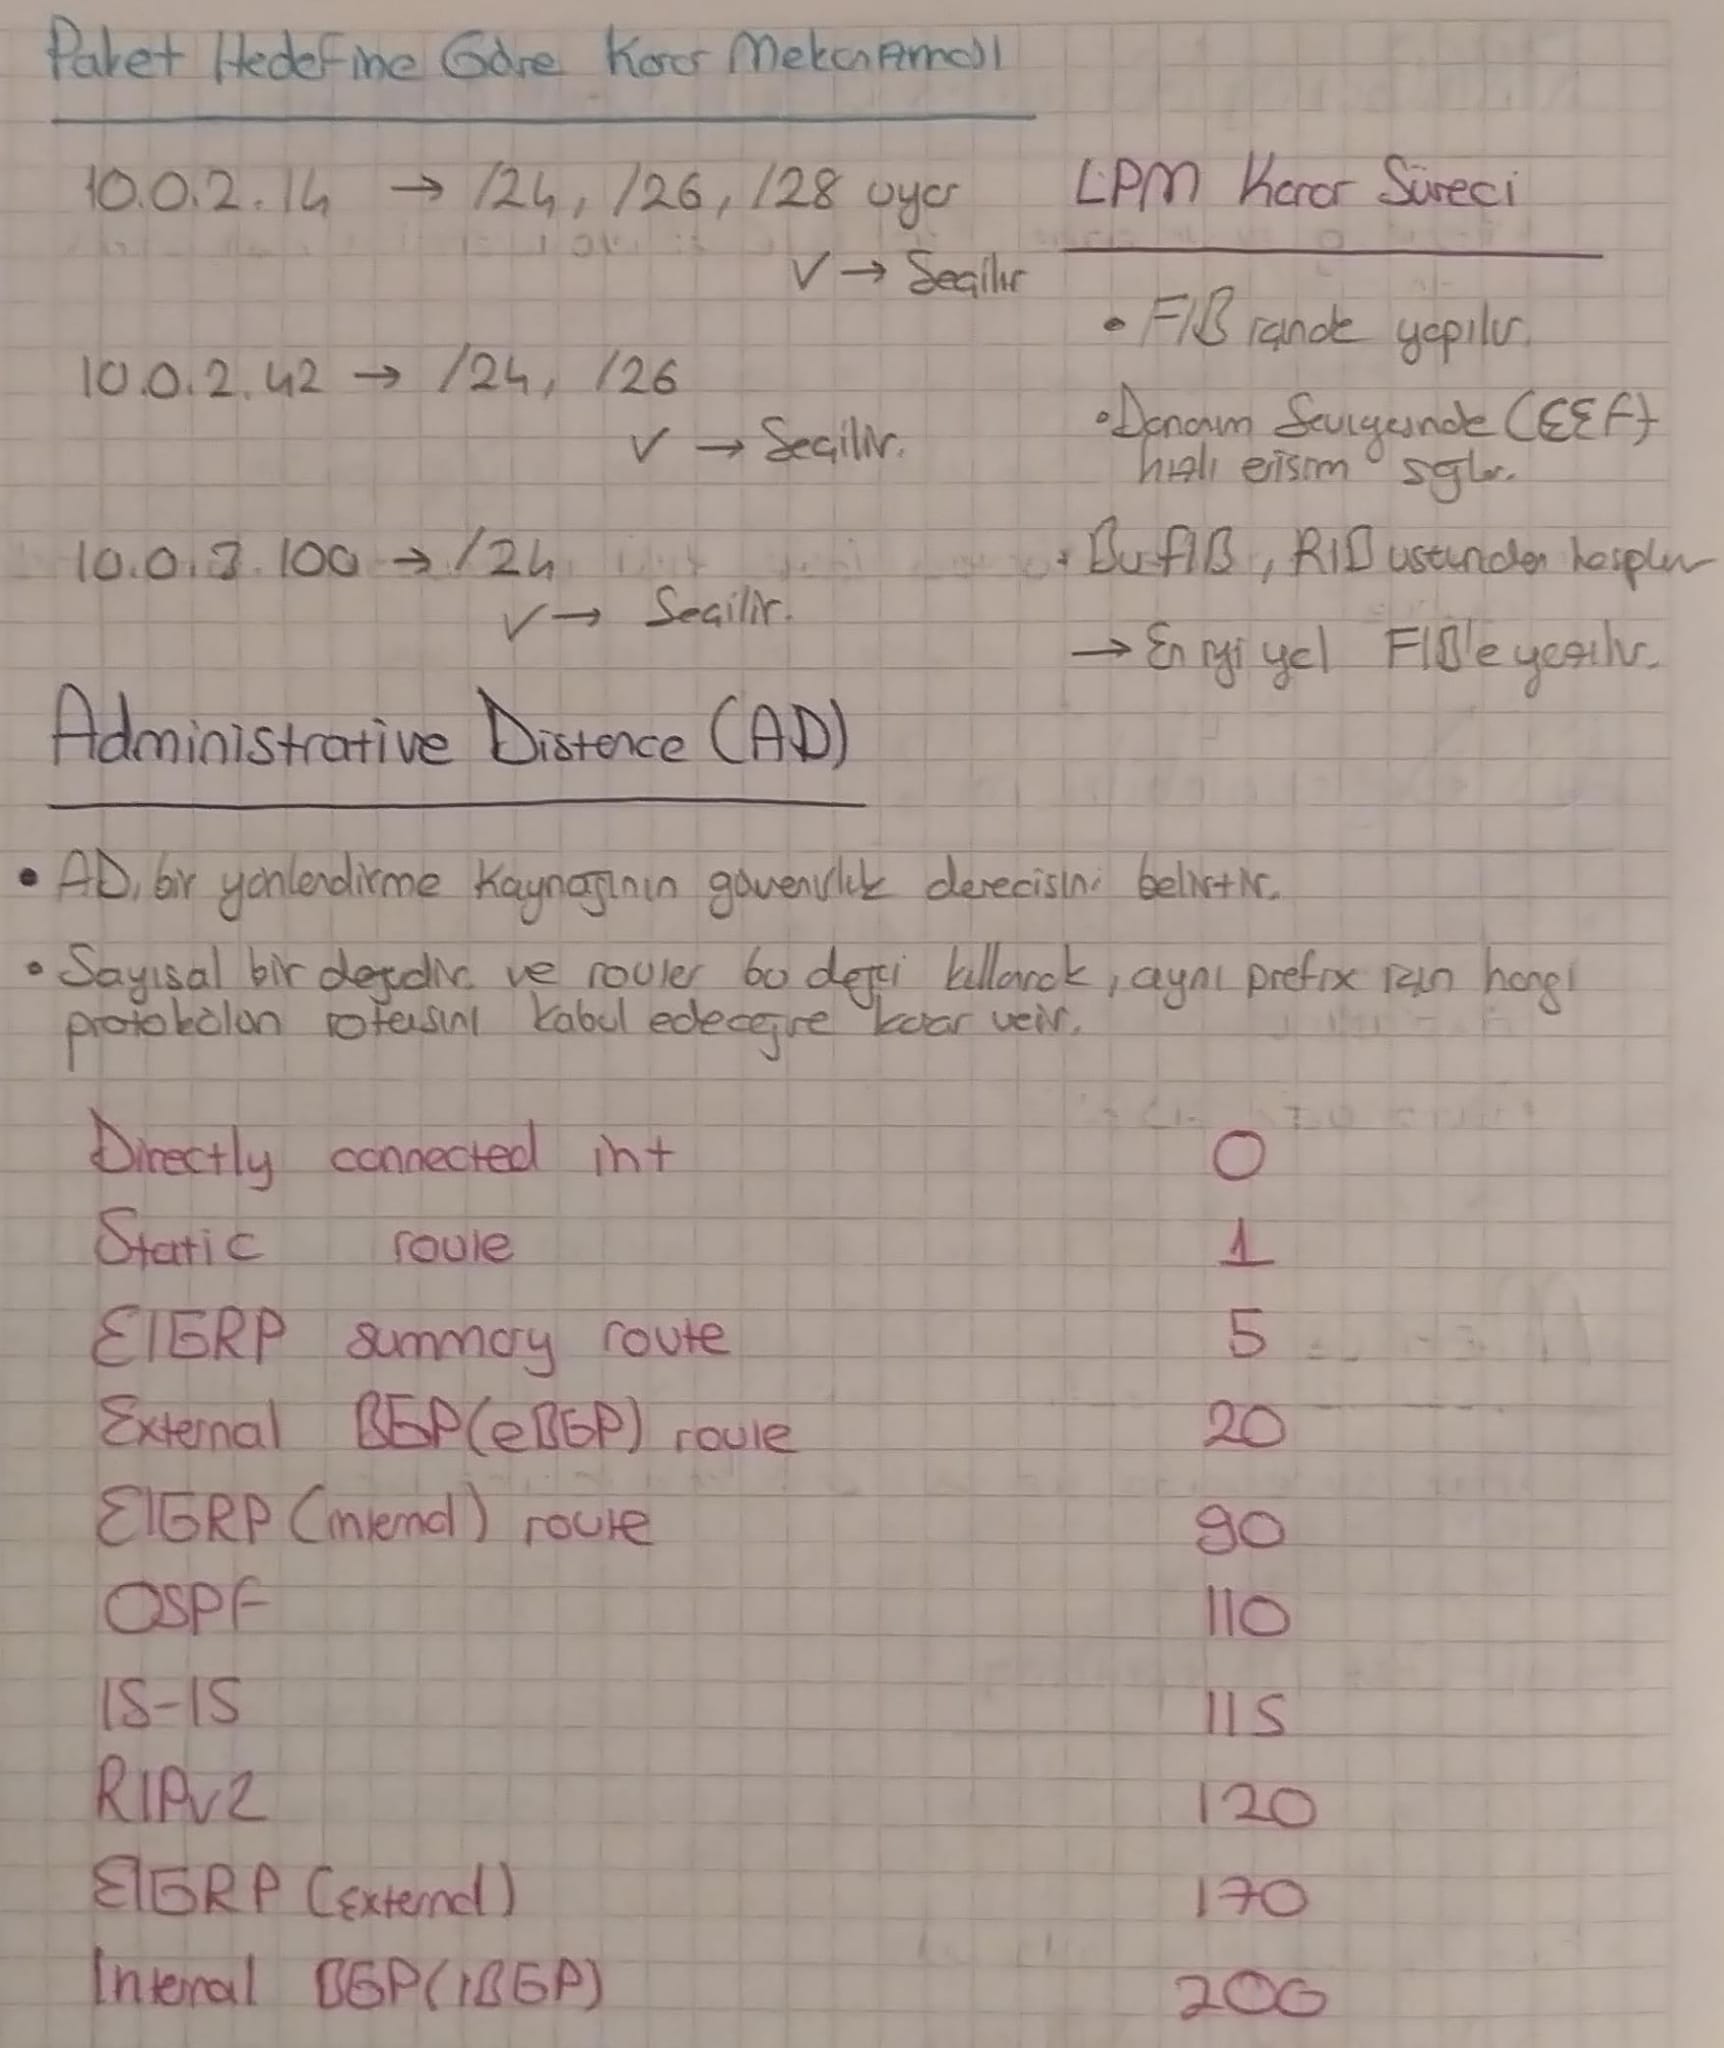 Paket Hedefine Göre Karar Mekanizması
10.0.2.14 → /24, /26, /28 uyar
✓ → Seçilir
10.0.2.42 → /24, /26
✓ → Seçilir.
10.0.3.100 → /24
✓ → Seçilir.
LPM Karar Süreci
• FIB içinde yapılır.
• Donanım Seviyesinde (CEF)
hızlı erişim sağlar.
• Bu FIB, RIB üstünden hesaplanır
→ En iyi yol FIB'e yazılır.
Administrative Distance (AD)
• AD, bir yönlendirme kaynağının güvenirlik derecisini belirtir.
• Sayısal bir değerdir ve router bu değeri kullanarak, aynı prefix için hangi
protokolün rotasını kabul edeceğine karar verir.
Directly connected int 0
Static route 1
EIGRP summary route 5
External BGP(eBGP) route 20
EIGRP (internal) route 90
OSPF 110
IS-IS 115
RIPv2 120
EIGRP (External) 170
Internal BGP(iBGP) 200